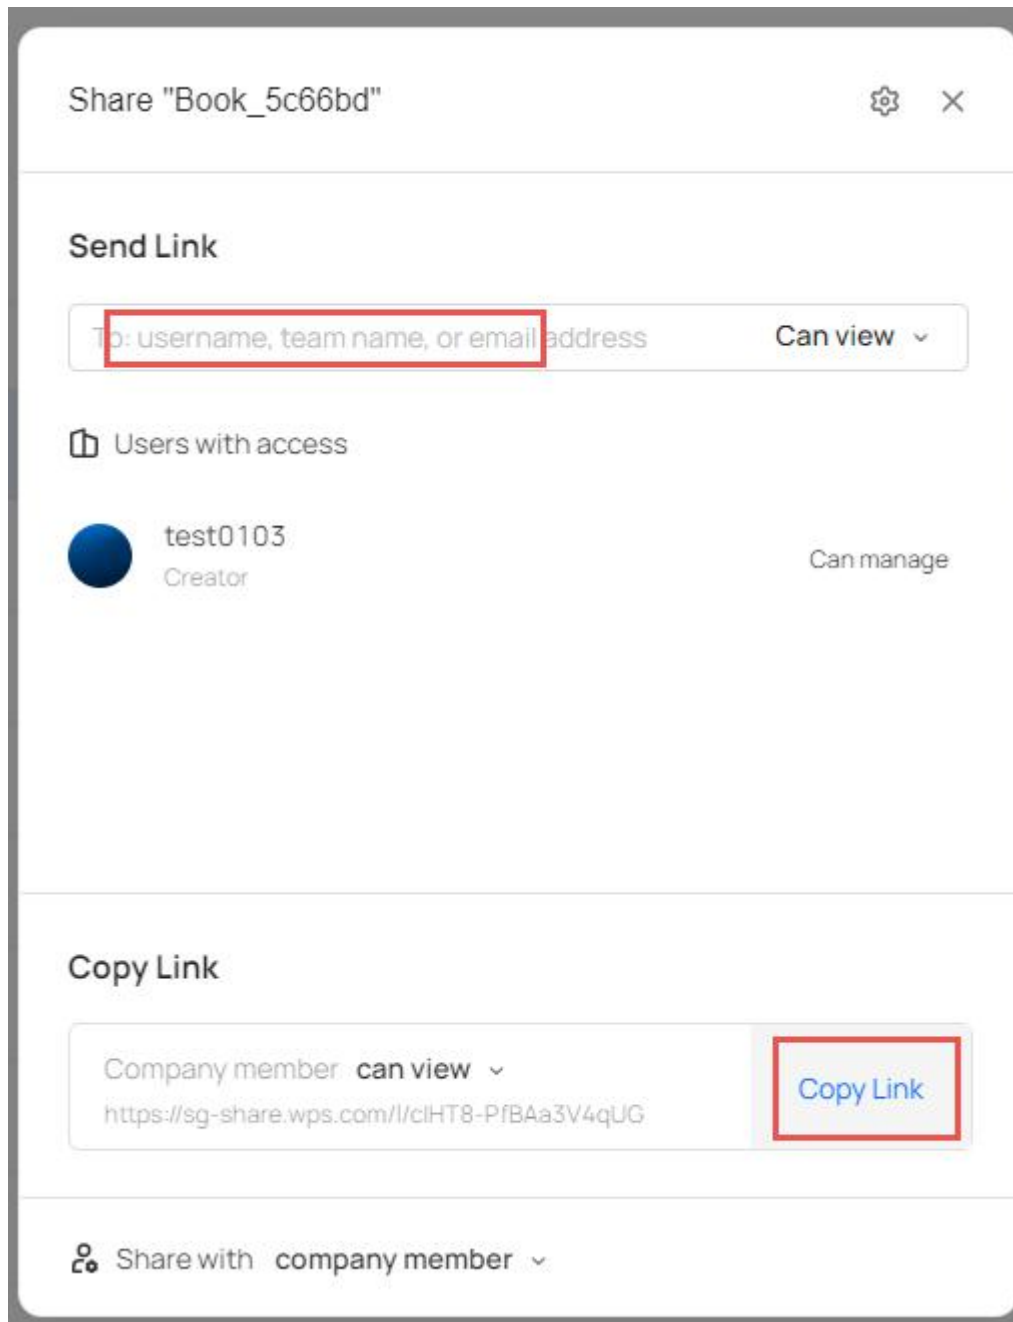 Share "Book_5c66bd"
Send Link
To: username, team name, or email address Can view
Users with access
test0103
Creator Can manage
Copy Link
Company member can view
https://sg-share.wps.com/l/clHT8-PfBAa3V4qUG
Copy Link
Share with company member